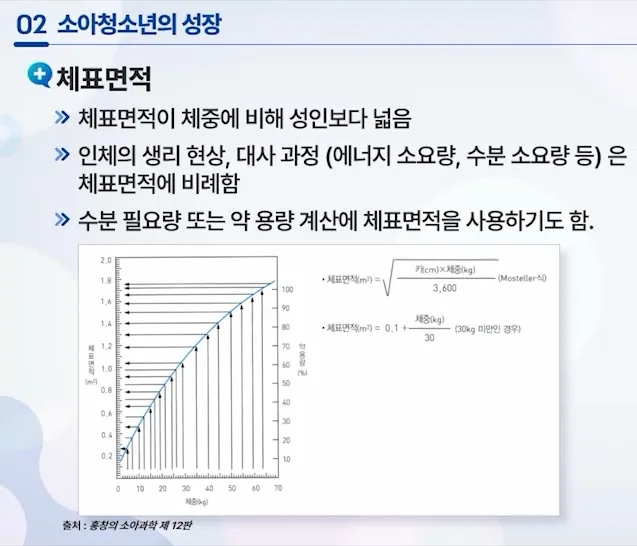 02 소아청소년의 성장
체표면적
체표면적이 체중에 비해 성인보다 넓음
인체의 생리 현상, 대사 과정 (에너지 소요량, 수분 소요량 등) 은
체표면적에 비례함
수분 필요량 또는 약 용량 계산에 체표면적을 사용하기도 함.
2,0
1,8
1,6
1,4
1,2
1,0
0,8
0,6
0,4
0,2
체표면적
(m²)
100
90
80
70
60
50
40
30
20
10
약용량
(%)
0 10 20 30 40 50 60 70
체중(kg)
• 체표면적(m²) = √ 키(cm)×체중(kg) / 3,600 (Mosteller식)
• 체표면적(m²) = 0.1 + 체중(kg) / 30 (30kg 미만인 경우)
출처 : 홍창의 소아과학 제 12판